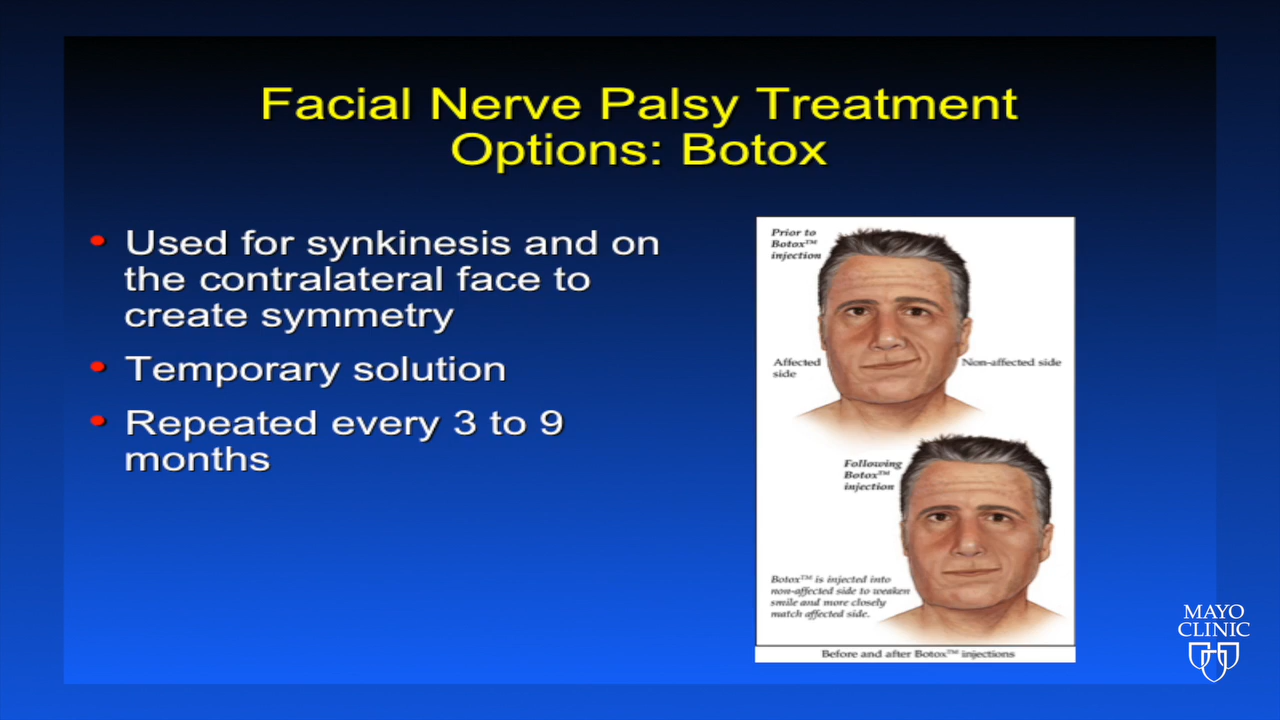 Facial Nerve Palsy Treatment
Options: Botox
• Used for synkinesis and on
the contralateral face to
create symmetry
• Temporary solution
• Repeated every 3 to 9
months
Prior to
Botox™
injection
Affected
side
Non-affected side
Following
Botox™
injection
Botox™ is injected into
non-affected side to weaken
smile and more closely
match affected side.
Before and after Botox™ injections
MAYO
CLINIC